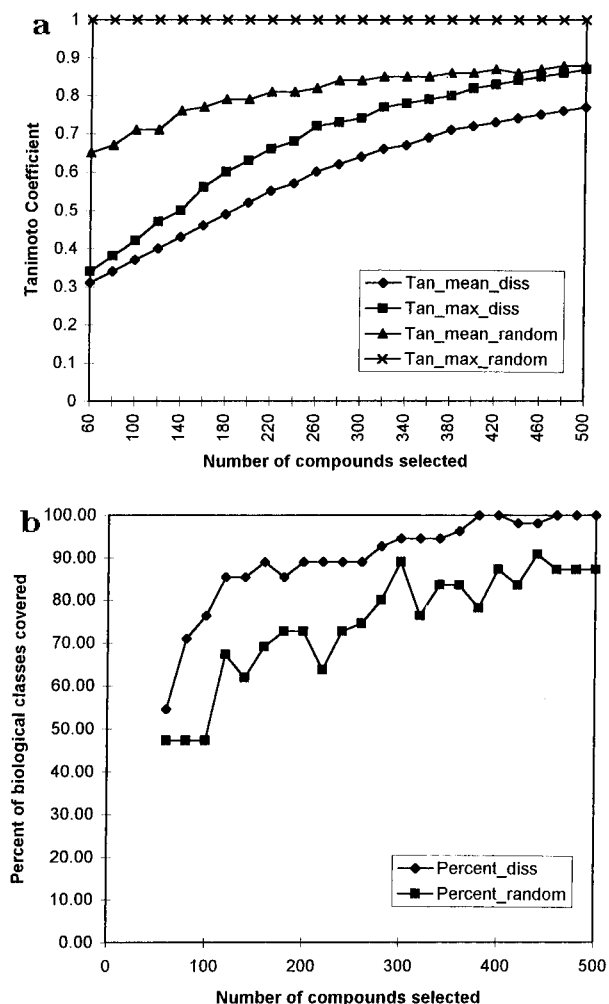 a
1
0.9
0.8
0.7
0.6
0.5
0.4
0.3
0.2
0.1
0
Tanimoto Coefficient
Tan_mean_diss
Tan_max_diss
Tan_mean_random
Tan_max_random
60 100 140 180 220 260 300 340 380 420 460 500
Number of compounds selected
b
100.00
90.00
80.00
70.00
60.00
50.00
40.00
30.00
20.00
10.00
0.00
Percent of biological classes covered
Percent_diss
Percent_random
0 100 200 300 400 500
Number of compounds selected